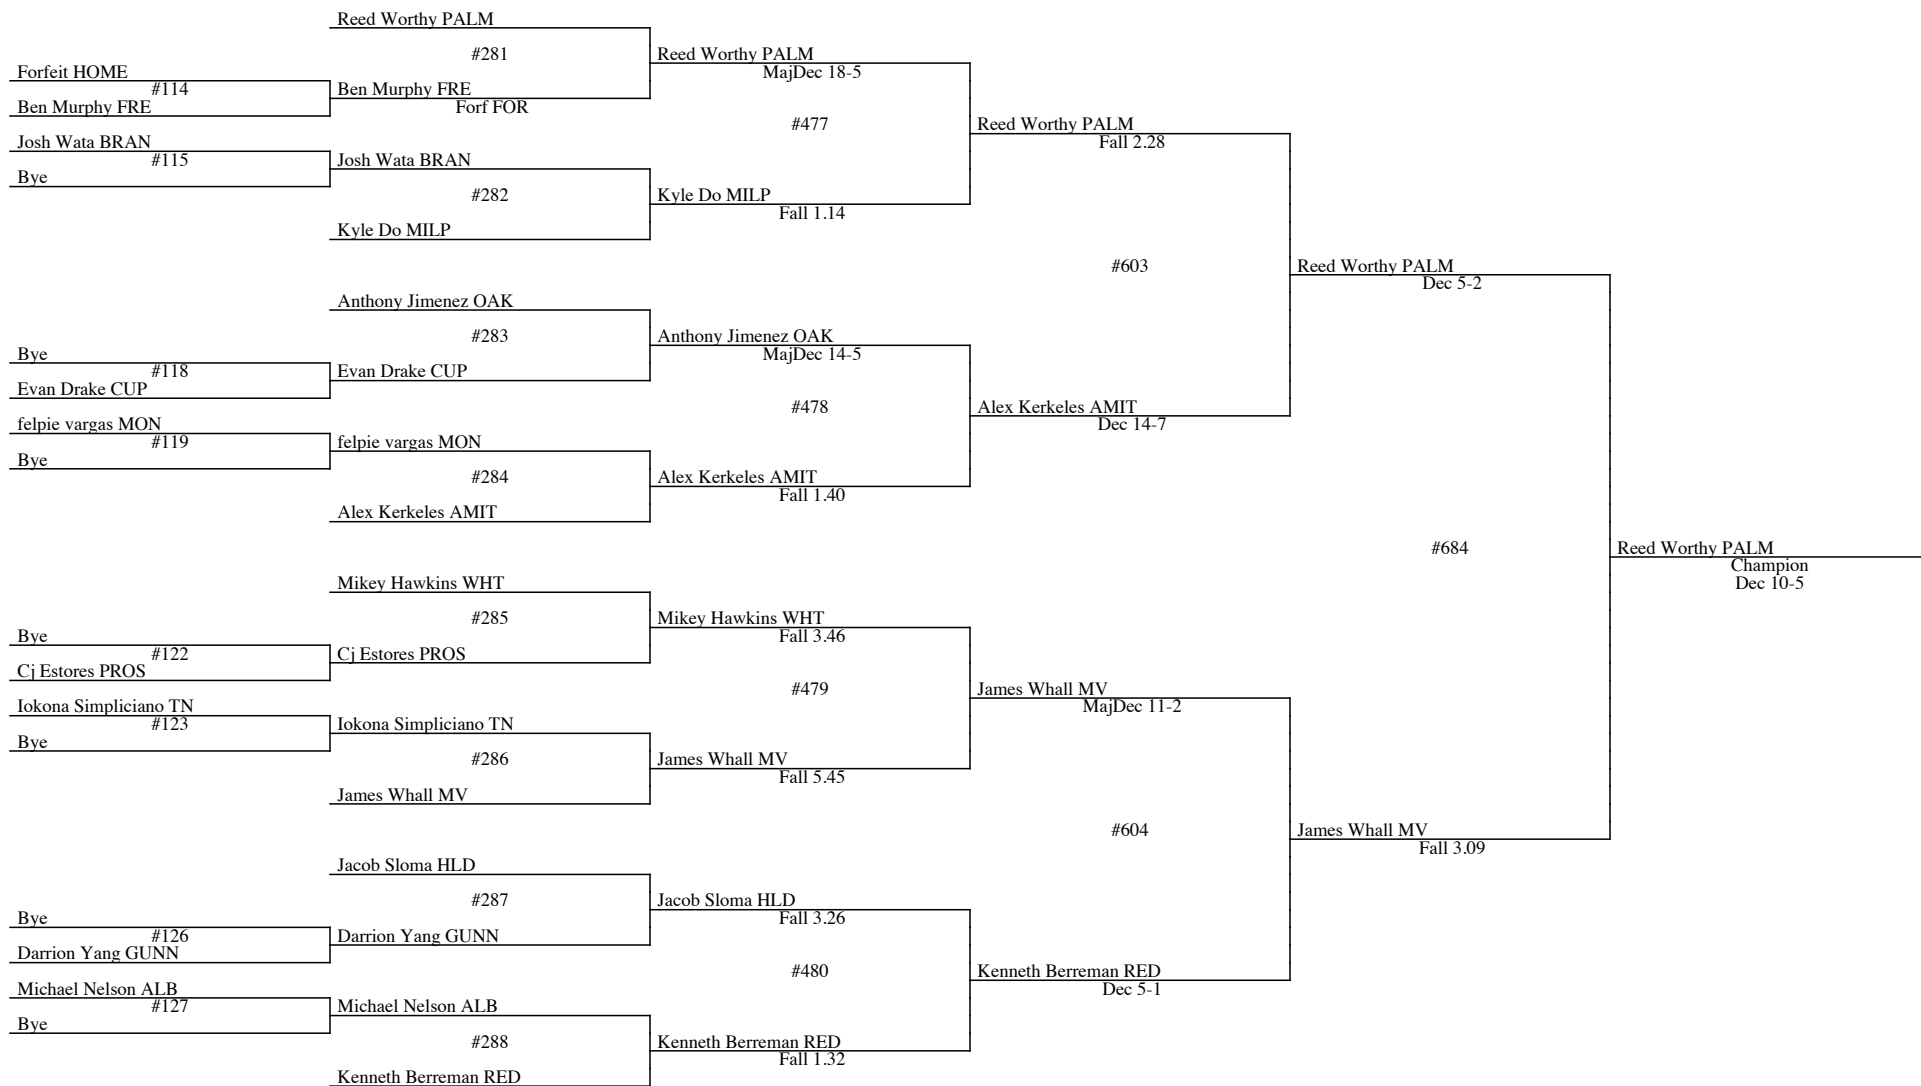 Reed Worthy PALM
#281
Reed Worthy PALM
MajDec 18-5
Forfeit HOME
#114
Ben Murphy FRE
Ben Murphy FRE
Forf FOR
#477
Reed Worthy PALM
Fall 2.28
Josh Wata BRAN
#115
Bye
Josh Wata BRAN
#282
Kyle Do MILP
Fall 1.14
Kyle Do MILP
#603
Reed Worthy PALM
Dec 5-2
Anthony Jimenez OAK
#283
Anthony Jimenez OAK
MajDec 14-5
Bye
#118
Evan Drake CUP
Evan Drake CUP
#478
Alex Kerkeles AMIT
Dec 14-7
felpie vargas MON
#119
Bye
felpie vargas MON
#284
Alex Kerkeles AMIT
Fall 1.40
Alex Kerkeles AMIT
#684
Reed Worthy PALM
Champion
Dec 10-5
Mikey Hawkins WHT
#285
Mikey Hawkins WHT
Fall 3.46
Bye
#122
Cj Estores PROS
Cj Estores PROS
#479
James Whall MV
MajDec 11-2
Iokona Simpliciano TN
#123
Bye
Iokona Simpliciano TN
#286
James Whall MV
Fall 5.45
James Whall MV
#604
James Whall MV
Fall 3.09
Jacob Sloma HLD
#287
Jacob Sloma HLD
Fall 3.26
Bye
#126
Darrion Yang GUNN
Darrion Yang GUNN
#480
Kenneth Berreman RED
Dec 5-1
Michael Nelson ALB
#127
Bye
Michael Nelson ALB
#288
Kenneth Berreman RED
Fall 1.32
Kenneth Berreman RED